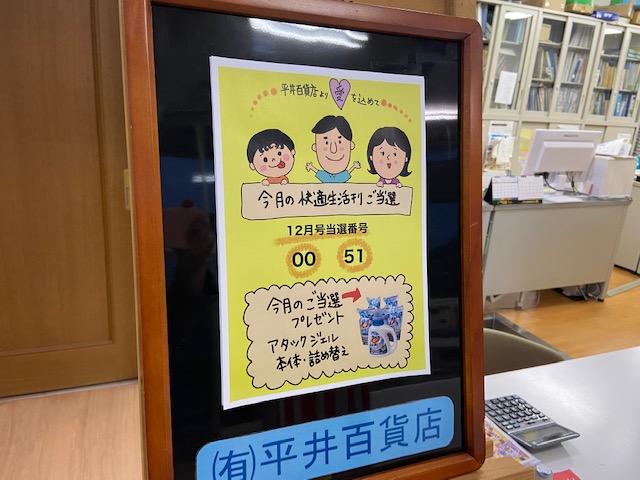 平井百貨店より
愛
を込めて
今月の快適生活刊ご当選
12月号当選番号
00 51
今月のご当選
プレゼント
アタックジェル
本体・詰め替え
(有)平井百貨店